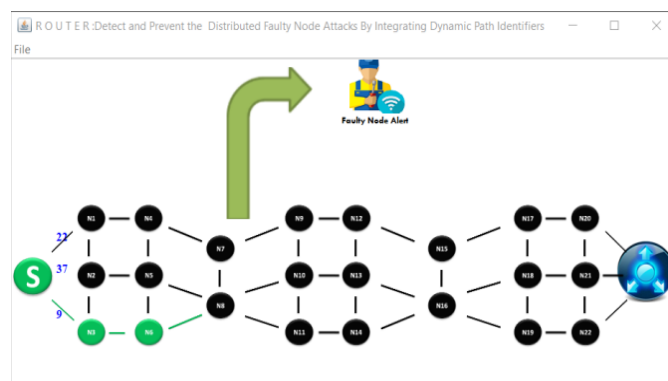 R O U T E R :Detect and Prevent the Distributed Faulty Node Attacks By Integrating Dynamic Path Identifiers
File
Faulty Node Alert
N1 N4 N9 N12 N17 N20
22
N7 N15
S 37 N2 N5 N10 N13 N18 N21
N8 N16
9
N3 N6 N11 N14 N19 N22